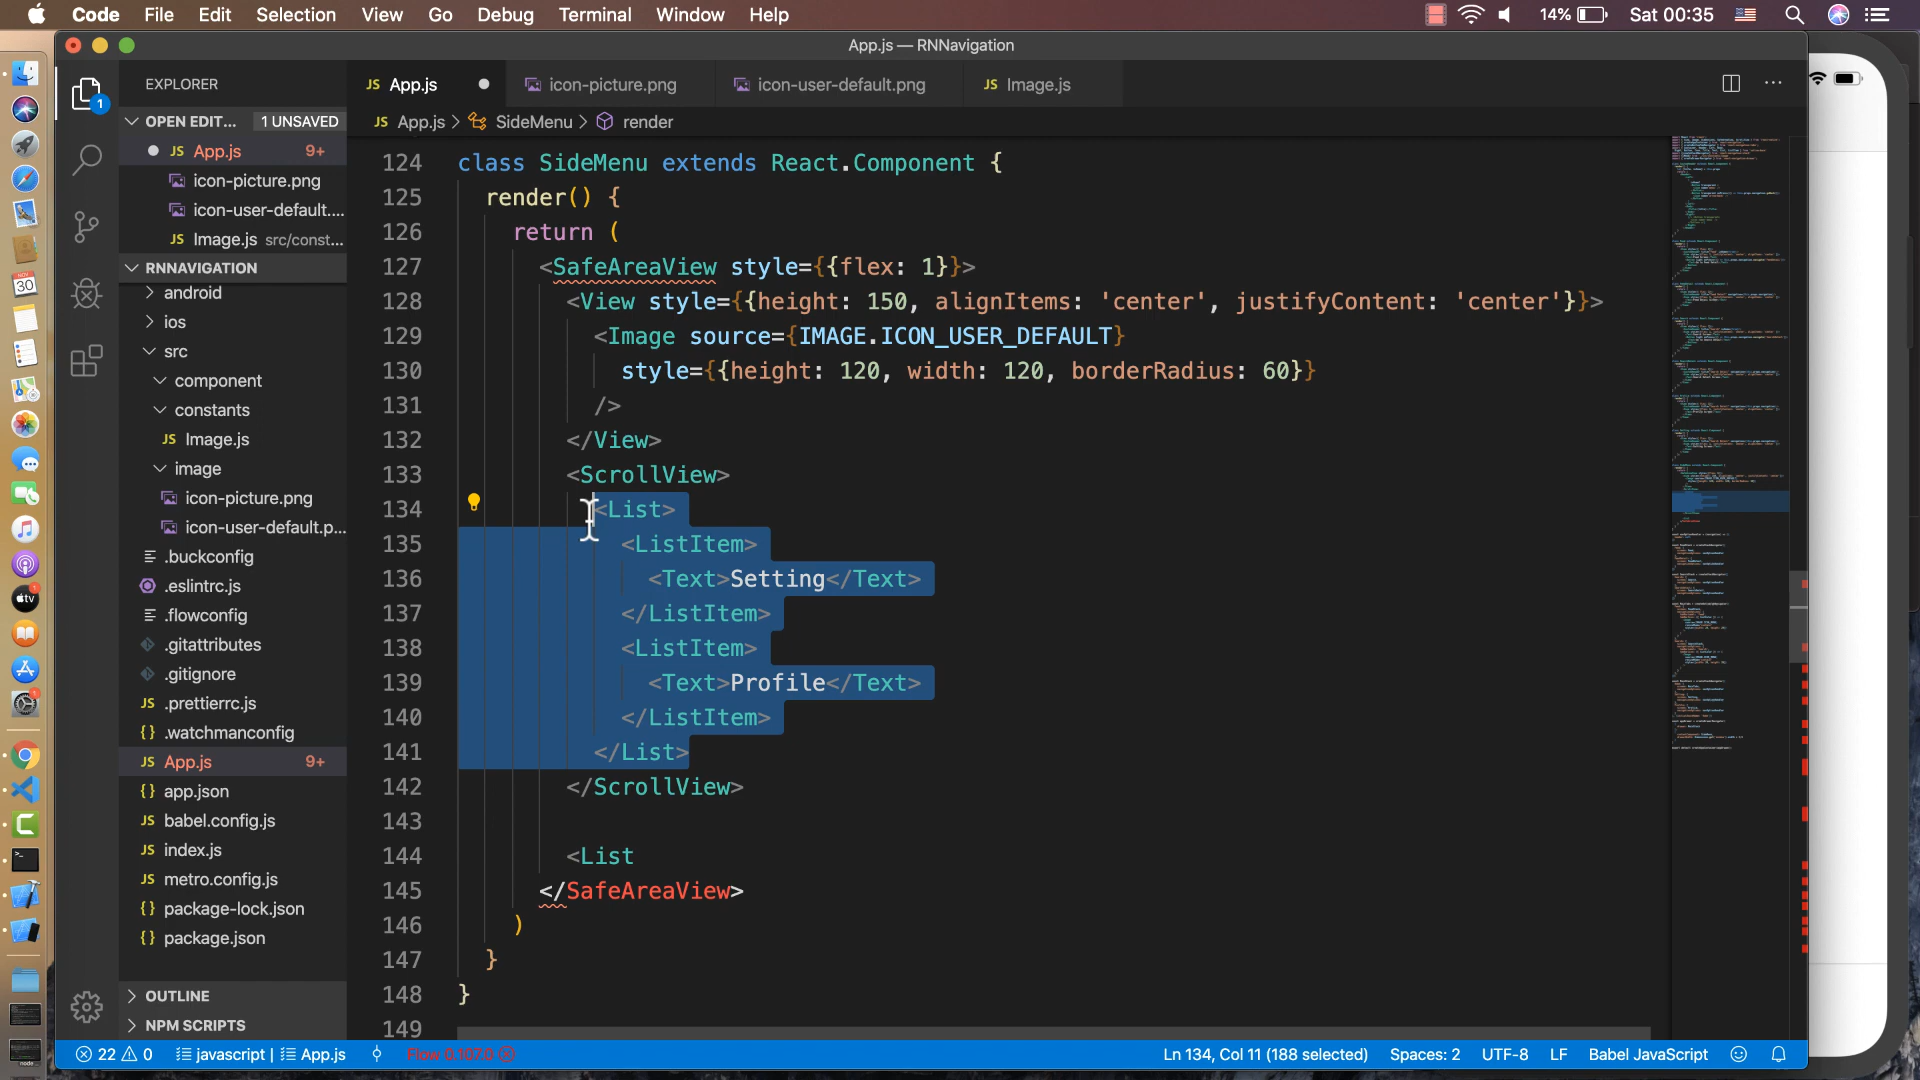 Code File Edit Selection View Go Debug Terminal Window Help
14% Sat 00:35
App.js — RNNavigation
EXPLORER
JS App.js
icon-picture.png
icon-user-default.png
JS Image.js
OPEN EDIT... 1 UNSAVED
JS App.js > SideMenu > render
JS App.js 9+
icon-picture.png
icon-user-default....
JS Image.js src/const...
RNNAVIGATION
android
ios
src
component
constants
JS Image.js
image
icon-picture.png
icon-user-default.p...
.buckconfig
.eslintrc.js
.flowconfig
.gitattributes
.gitignore
JS .prettierrc.js
{} .watchmanconfig
JS App.js 9+
{} app.json
JS babel.config.js
JS index.js
JS metro.config.js
{} package-lock.json
{} package.json
OUTLINE
NPM SCRIPTS
124 class SideMenu extends React.Component {
125 render() {
126 return (
127 <SafeAreaView style={{flex: 1}}>
128 <View style={{height: 150, alignItems: 'center', justifyContent: 'center'}}>
129 <Image source={IMAGE.ICON_USER_DEFAULT}
130 style={{height: 120, width: 120, borderRadius: 60}}
131 />
132 </View>
133 <ScrollView>
134 <List>
135 <ListItem>
136 <Text>Setting</Text>
137 </ListItem>
138 <ListItem>
139 <Text>Profile</Text>
140 </ListItem>
141 </List>
142 </ScrollView>
143
144 <List
145 </SafeAreaView>
146 )
147 }
148 }
149
1
NOV
30
tv
22 0 javascript | App.js Flow 0.107.0 Ln 134, Col 11 (188 selected) Spaces: 2 UTF-8 LF Babel JavaScript